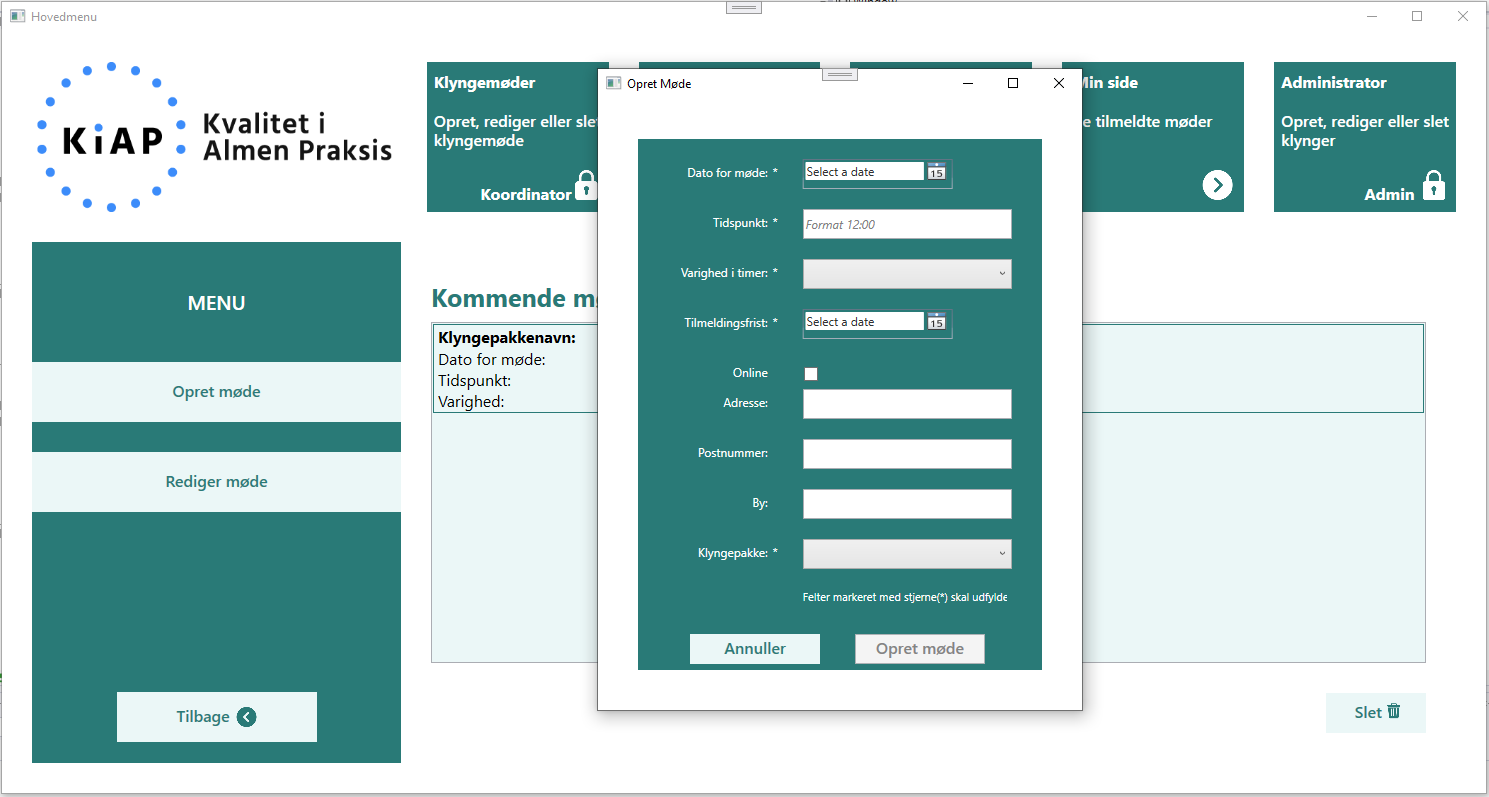 Hovedmenu
KiAP
Kvalitet i
Almen Praksis
Klyngemøder
Opret, rediger eller slet
klyngemøde
Koordinator
Min side
tilmeldte møder
Administrator
Opret, rediger eller slet
klynger
Admin
MENU
Opret møde
Rediger møde
Tilbage
Kommende
Klyngepakkenavn:
Dato for møde:
Tidspunkt:
Varighed:
Slet
Opret Møde
Dato for møde: * Select a date 15
Tidspunkt: * Format 12:00
Varighed i timer: *
Tilmeldingsfrist: * Select a date 15
Online
Adresse:
Postnummer:
By:
Klyngepakke: *
Felter markeret med stjerne(*) skal udfylde
Annuller
Opret møde